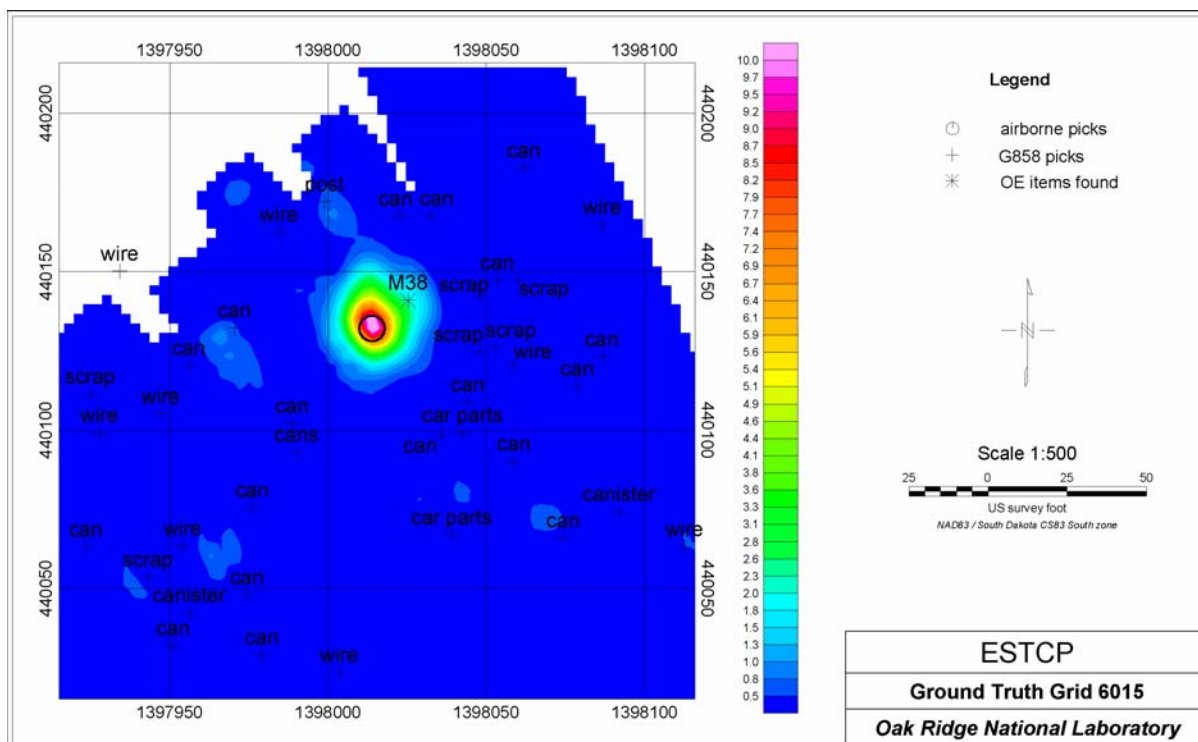 1397950 1398000 1398050 1398100
440200
440200
can
post
can can
wire
wire
wire
440150
can
440150
M38
scrap
scrap
can
scrap scrap
can
wire
can
can
scrap
can
wire
wire
can
car parts
440100
can
can
440100
cans
can
canister
can
car parts
can
can
wire
wire
scrap
can
440050
canister
440050
can
can
wire
1397950 1398000 1398050 1398100
10.0
9.7
9.5
9.2
9.0
8.7
8.5
8.2
7.9
7.7
7.4
7.2
6.9
6.7
6.4
6.1
5.9
5.6
5.4
5.1
4.9
4.6
4.4
4.1
3.8
3.6
3.3
3.1
2.8
2.6
2.3
2.0
1.8
1.5
1.3
1.0
0.8
0.5
Legend
airborne picks
G858 picks
OE items found
N
Scale 1:500
25 0 25 50
US survey foot
NAD83 / South Dakota CS83 South zone
ESTCP
Ground Truth Grid 6015
Oak Ridge National Laboratory